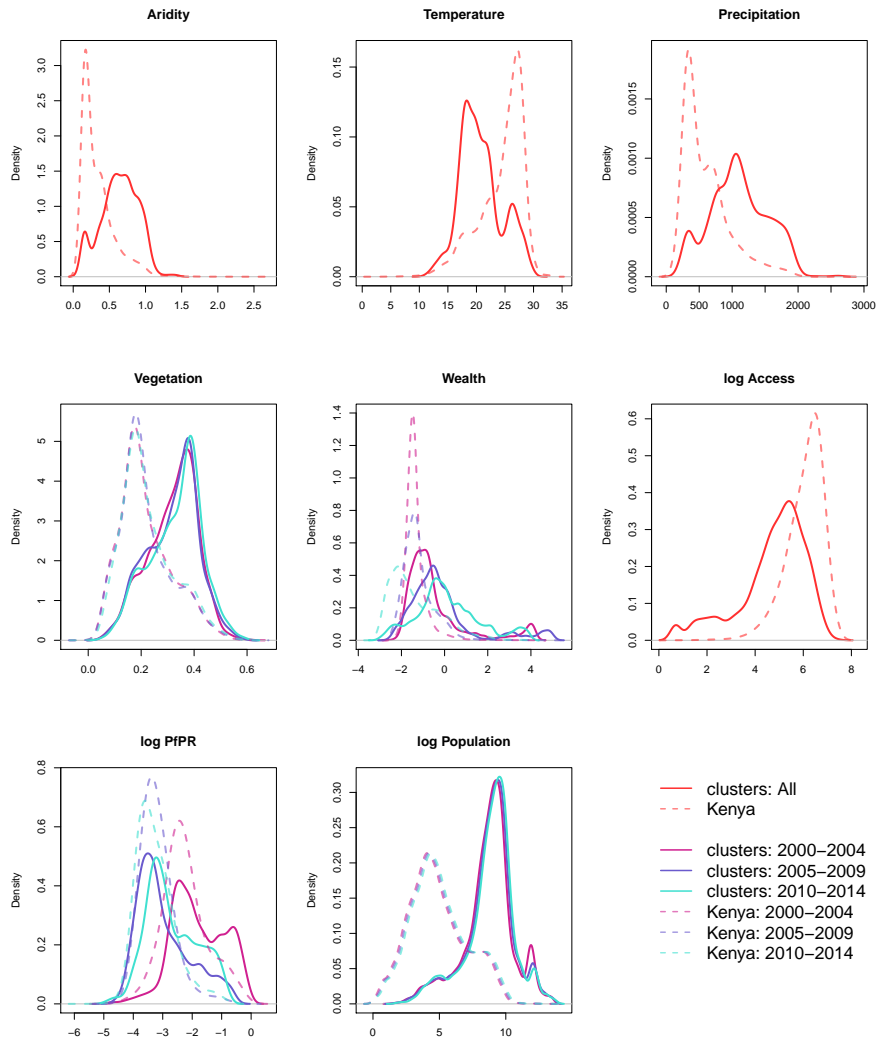 Aridity
Temperature
Precipitation
Density
0.0 0.5 1.0 1.5 2.0 2.5 3.0
0.0 0.5 1.0 1.5 2.0 2.5
Density
0.00 0.05 0.10 0.15
0 5 10 15 20 25 30 35
Density
0.0000 0.0005 0.0010 0.0015
0 500 1000 2000 3000
Vegetation
Wealth
log Access
Density
0 1 2 3 4 5
0.0 0.2 0.4 0.6
Density
0.0 0.2 0.4 0.6 0.8 1.0 1.2 1.4
−4 −2 0 2 4
Density
0.0 0.1 0.2 0.3 0.4 0.5 0.6
0 2 4 6 8
log PfPR
log Population
Density
0.0 0.2 0.4 0.6 0.8
−6 −5 −4 −3 −2 −1 0
Density
0.00 0.05 0.10 0.15 0.20 0.25 0.30
0 5 10
clusters: All
Kenya
clusters: 2000−2004
clusters: 2005−2009
clusters: 2010−2014
Kenya: 2000−2004
Kenya: 2005−2009
Kenya: 2010−2014